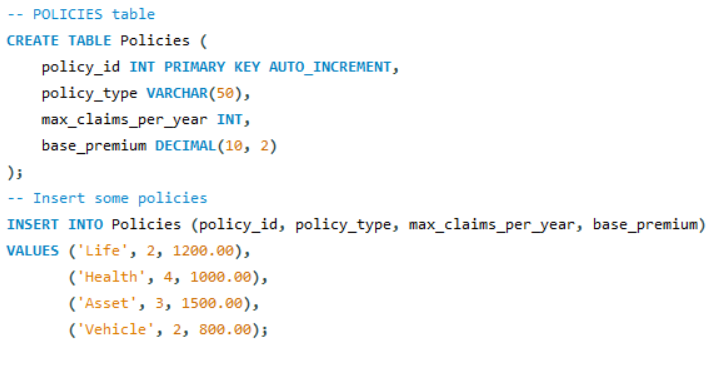 -- POLICIES table
CREATE TABLE Policies (
    policy_id INT PRIMARY KEY AUTO_INCREMENT,
    policy_type VARCHAR(50),
    max_claims_per_year INT,
    base_premium DECIMAL(10, 2)
);
-- Insert some policies
INSERT INTO Policies (policy_id, policy_type, max_claims_per_year, base_premium)
VALUES ('Life', 2, 1200.00),
       ('Health', 4, 1000.00),
       ('Asset', 3, 1500.00),
       ('Vehicle', 2, 800.00);